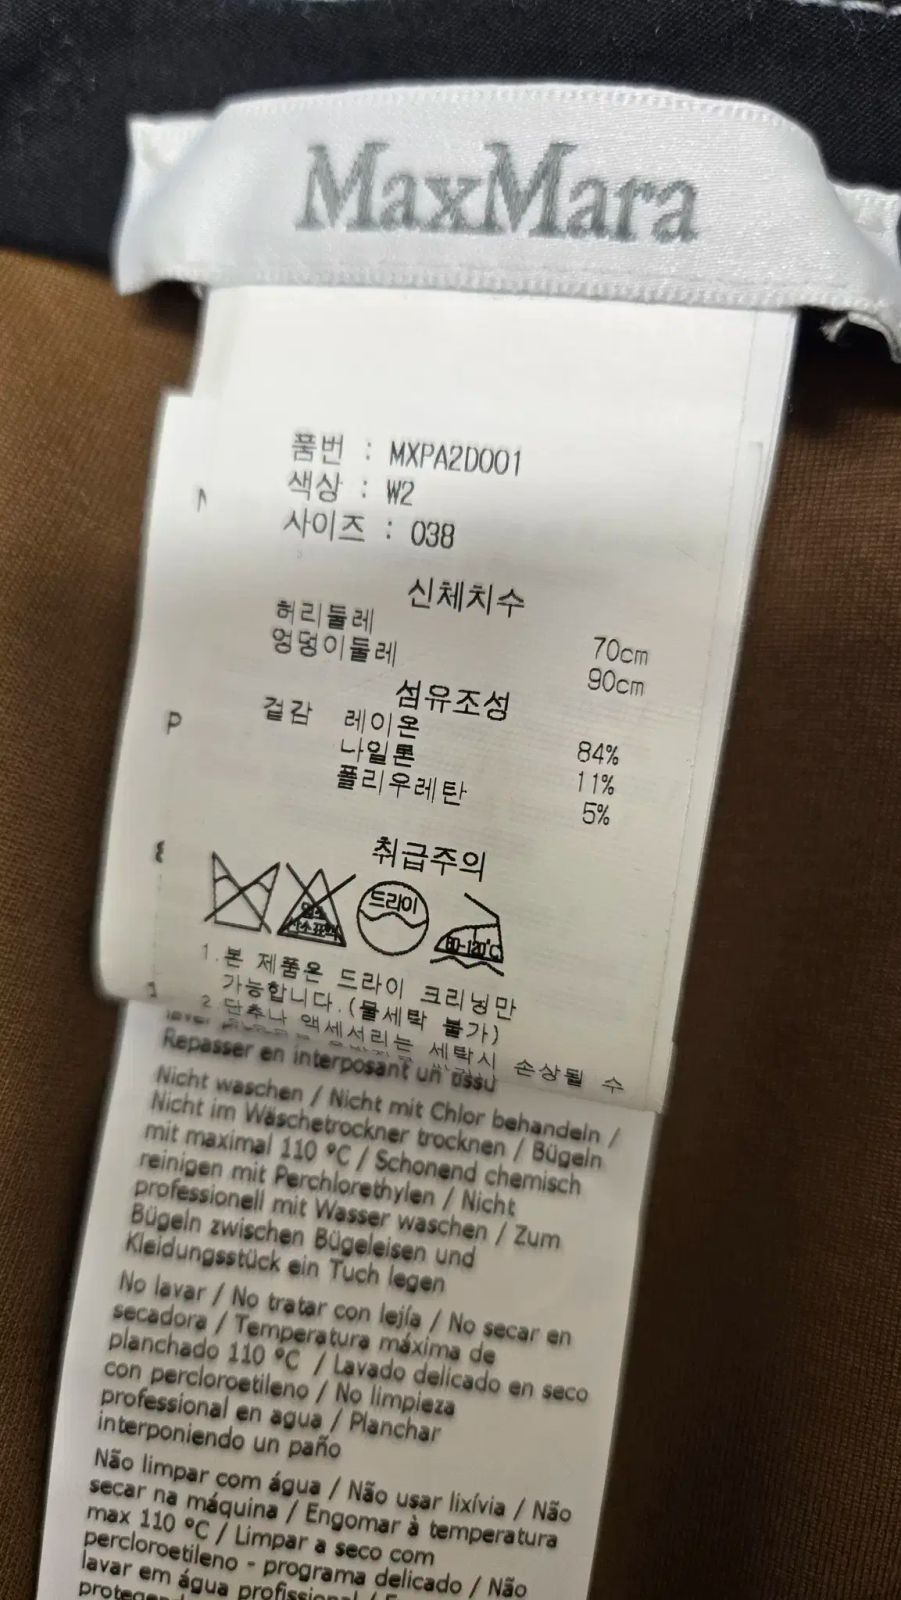 MaxMara
품번 : MXPA2D001
색상 : W2
사이즈 : 038
신체치수
허리둘레 70cm
엉덩이둘레 90cm
섬유조성
겉감 레이온 84%
나일론 11%
폴리우레탄 5%
P
취급주의
염소
산소표백
드라이
80-120℃
1.본 제품은 드라이 크리닝만
가능합니다.(물세탁 불가)
2.단추나 액세서리는 세탁시 손상될 수
Repasser en interposant un tissu
Nicht waschen / Nicht mit Chlor behandeln /
Nicht im Wäschetrockner trocknen / Bügeln
mit maximal 110 °C / Schonend chemisch
reinigen mit Perchlorethylen / Nicht
professionell mit Wasser waschen / Zum
Bügeln zwischen Bügeleisen und
Kleidungsstück ein Tuch legen
No lavar / No tratar con lejía / No secar en
secadora / Temperatura máxima de
planchado 110 °C / Lavado delicado en seco
con percloroetileno / No limpieza
professional en agua / Planchar
interponiendo un paño
Não limpar com água / Não usar lixívia / Não
secar na máquina / Engomar à temperatura
max 110 °C / Limpar a seco com
percloroetileno - programa delicado / Não
lavar em água profissional /